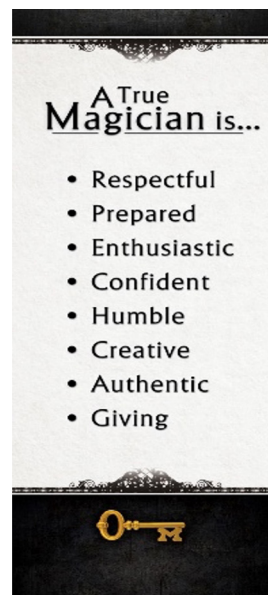 A True
Magician is...
• Respectful
• Prepared
• Enthusiastic
• Confident
• Humble
• Creative
• Authentic
• Giving